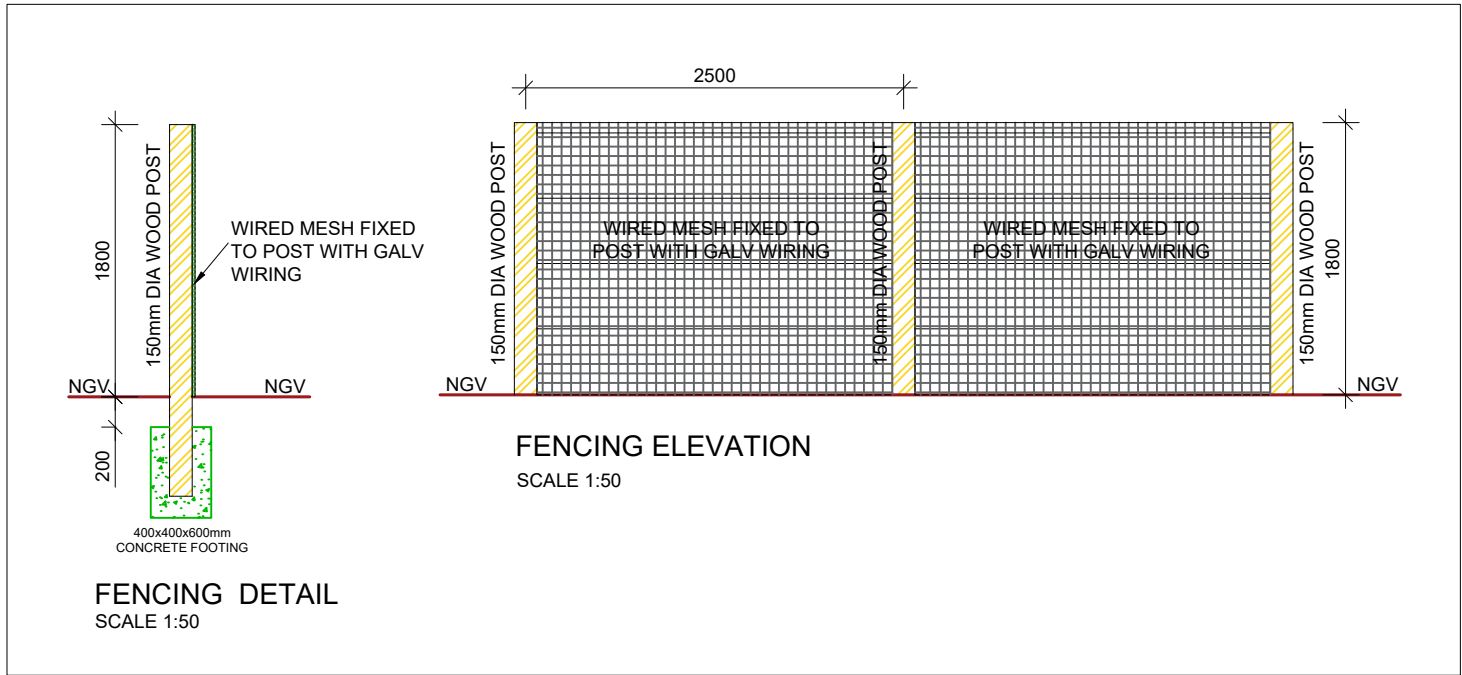 1800
150mm DIA WOOD POST
WIRED MESH FIXED
TO POST WITH GALV
WIRING
NGV
NGV
200
400x400x600mm
CONCRETE FOOTING
FENCING DETAIL
SCALE 1:50
2500
150mm DIA WOOD POST
WIRED MESH FIXED TO
POST WITH GALV WIRING
150mm DIA WOOD POST
WIRED MESH FIXED TO
POST WITH GALV WIRING
150mm DIA WOOD POST
1800
NGV
NGV
FENCING ELEVATION
SCALE 1:50